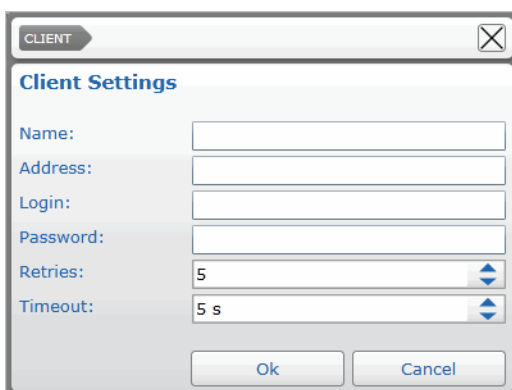 CLIENT
Client Settings
Name:
Address:
Login:
Password:
Retries: 5
Timeout: 5 s
Ok Cancel